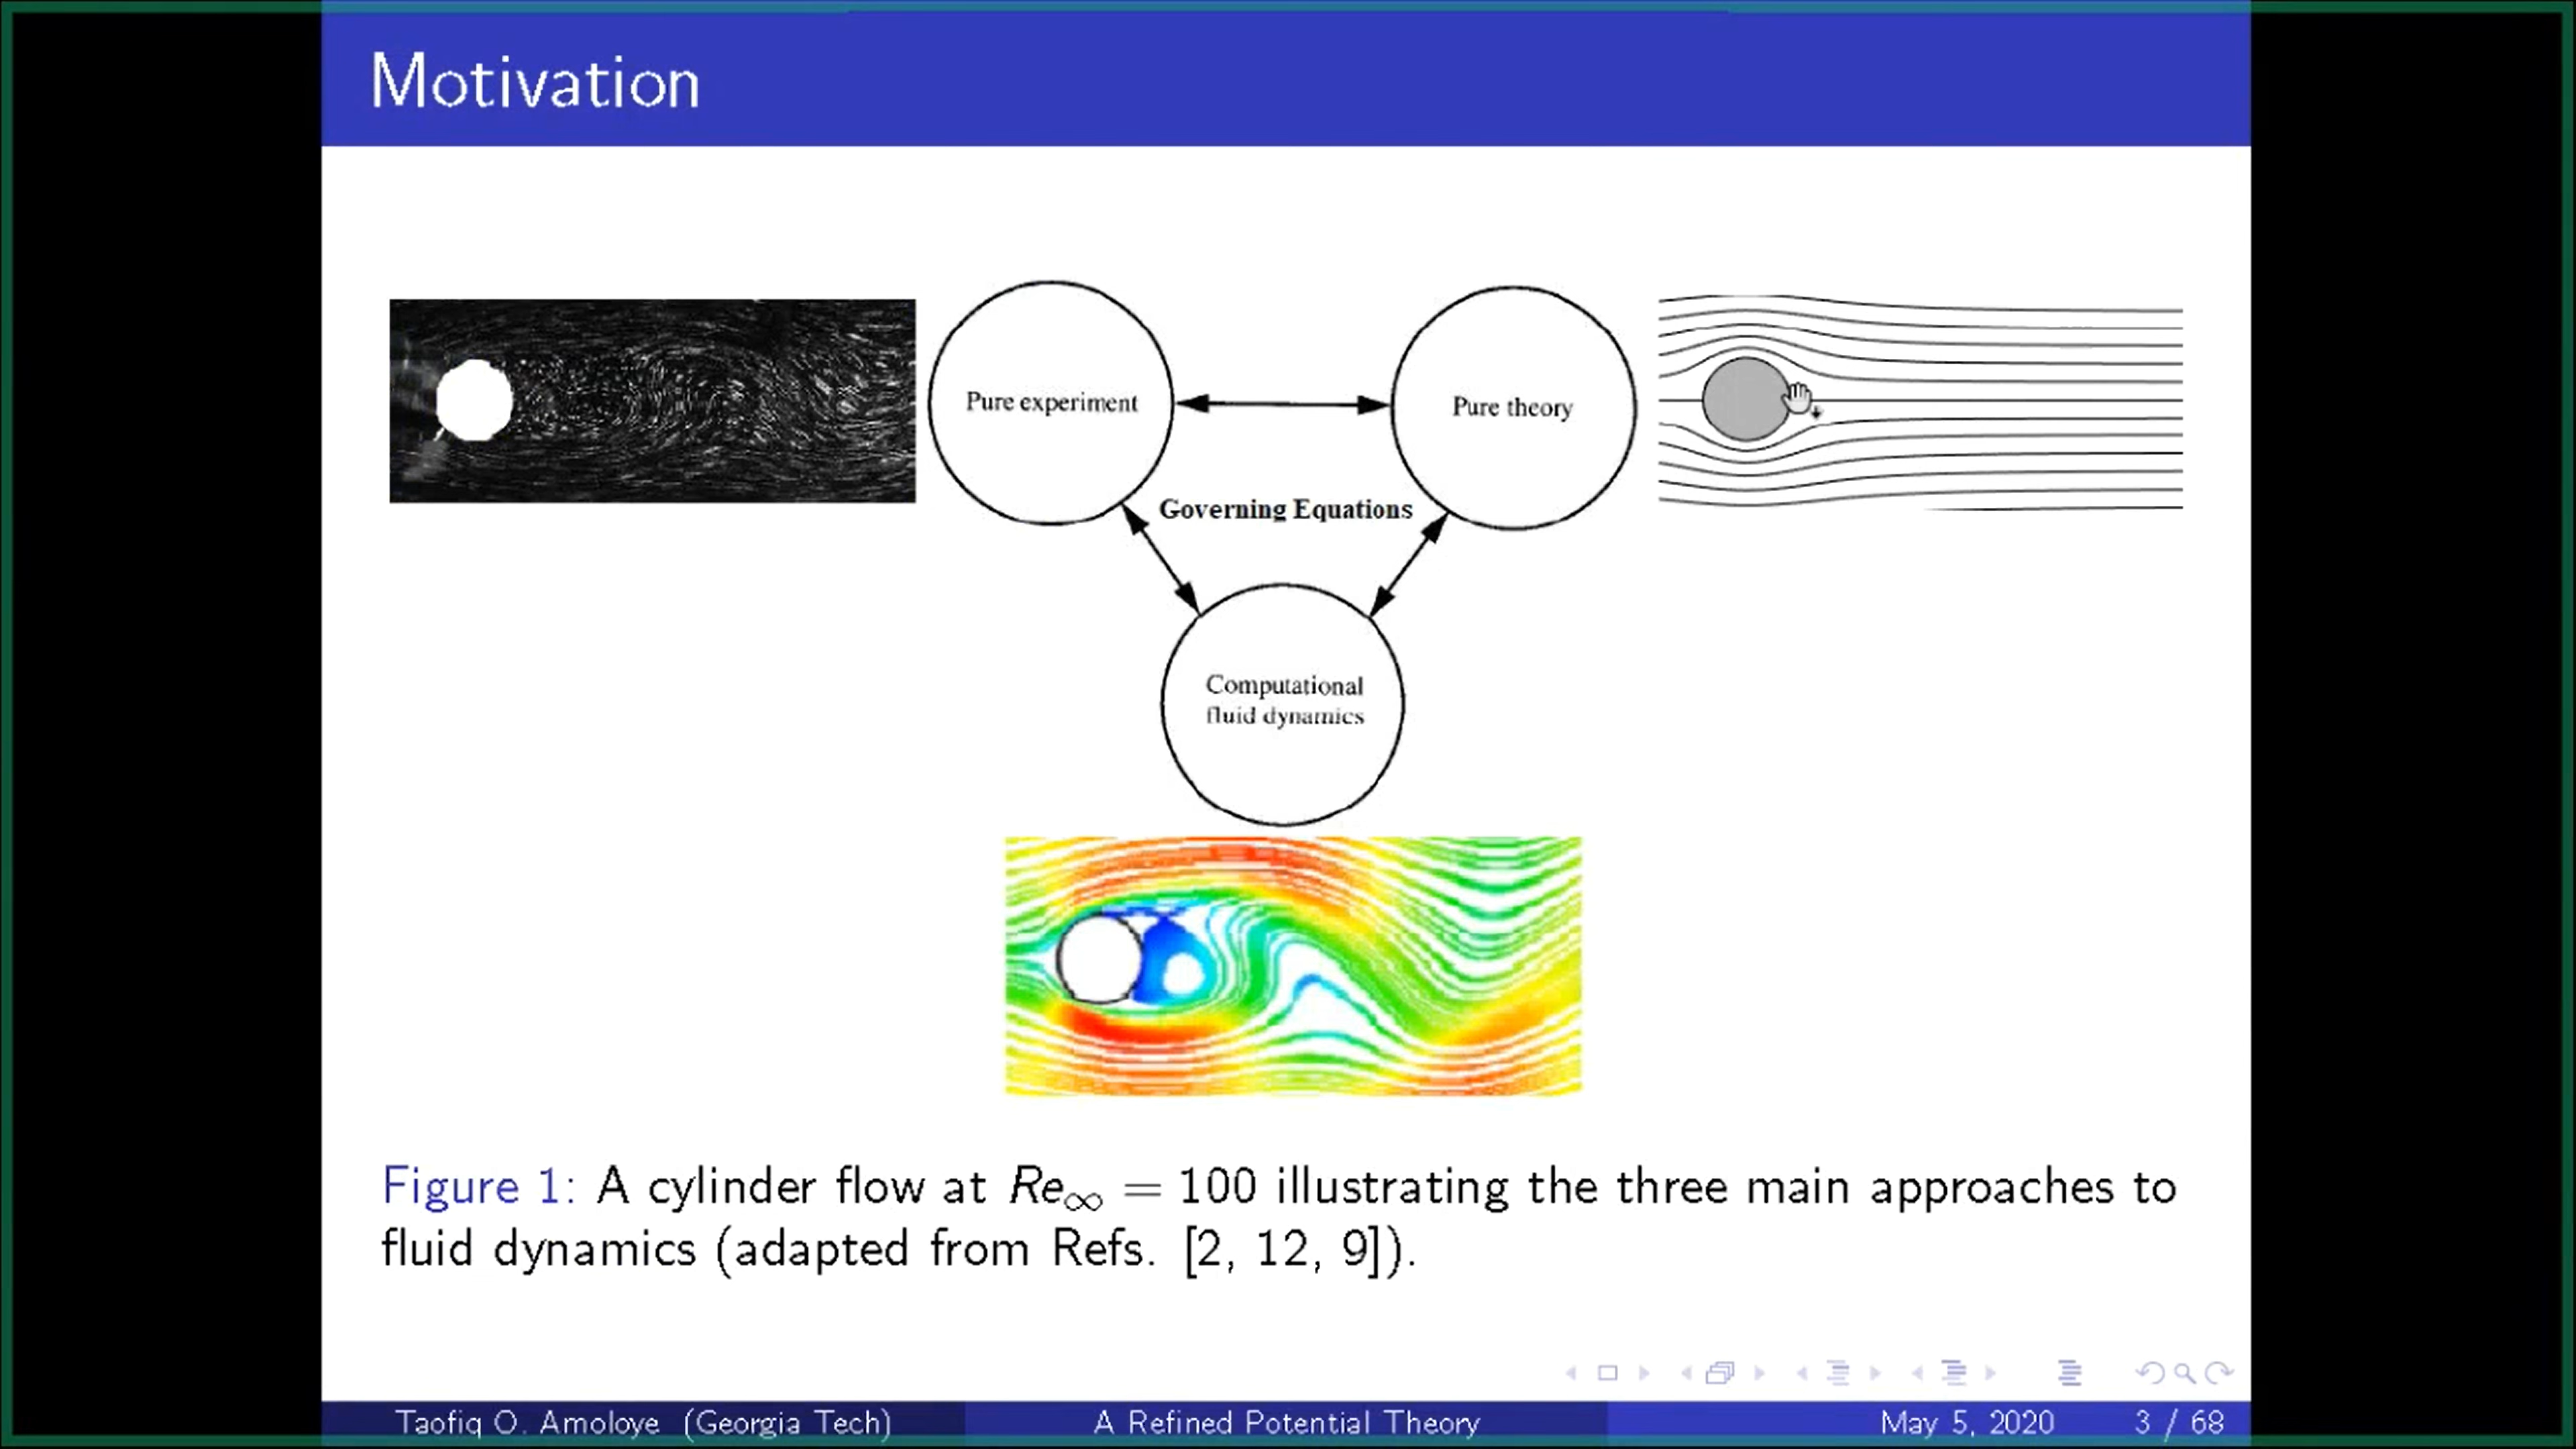 Motivation
Pure experiment
Pure theory
Governing Equations
Computational
fluid dynamics
Figure 1: A cylinder flow at Re∞ = 100 illustrating the three main approaches to
fluid dynamics (adapted from Refs. [2, 12, 9]).
Taofiq O. Amoloye (Georgia Tech) A Refined Potential Theory May 5, 2020 3 / 68